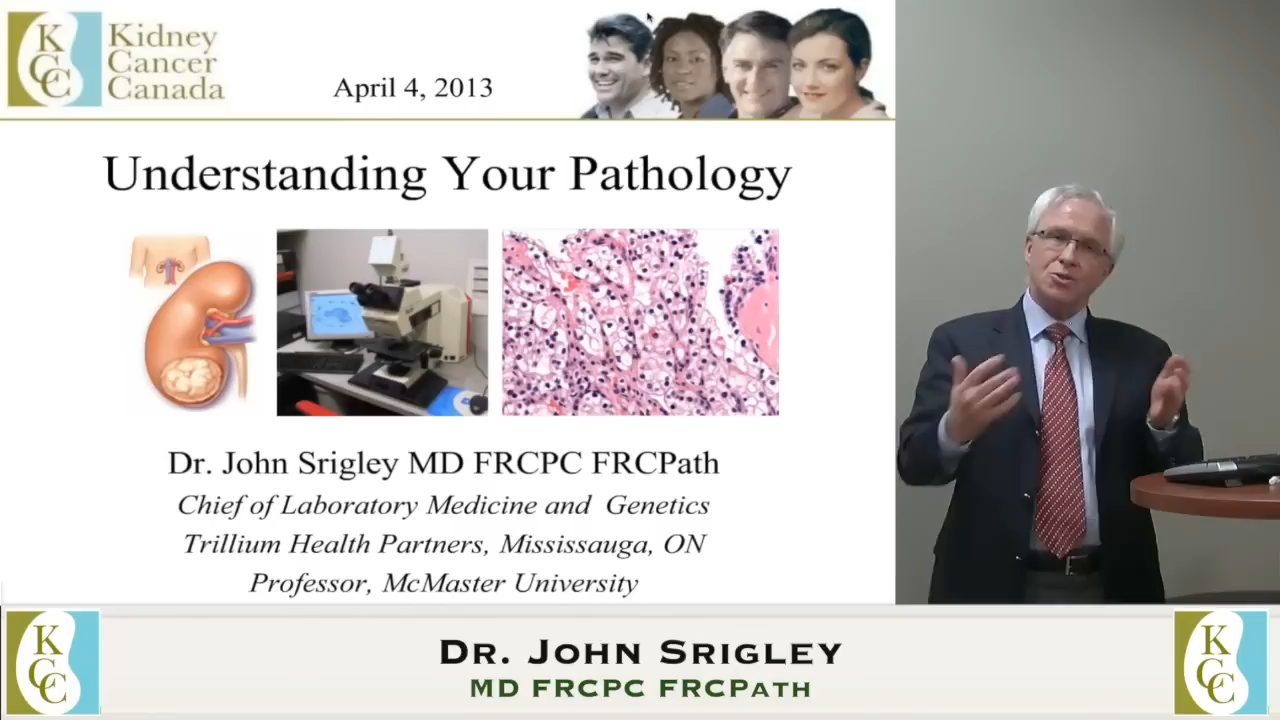 K
C
C
Kidney
Cancer
Canada
April 4, 2013
Understanding Your Pathology
Dr. John Srigley MD FRCPC FRCPath
Chief of Laboratory Medicine and Genetics
Trillium Health Partners, Mississauga, ON
Professor, McMaster University
K
C
C
DR. JOHN SRIGLEY
MD FRCPC FRCPATH
K
C
C